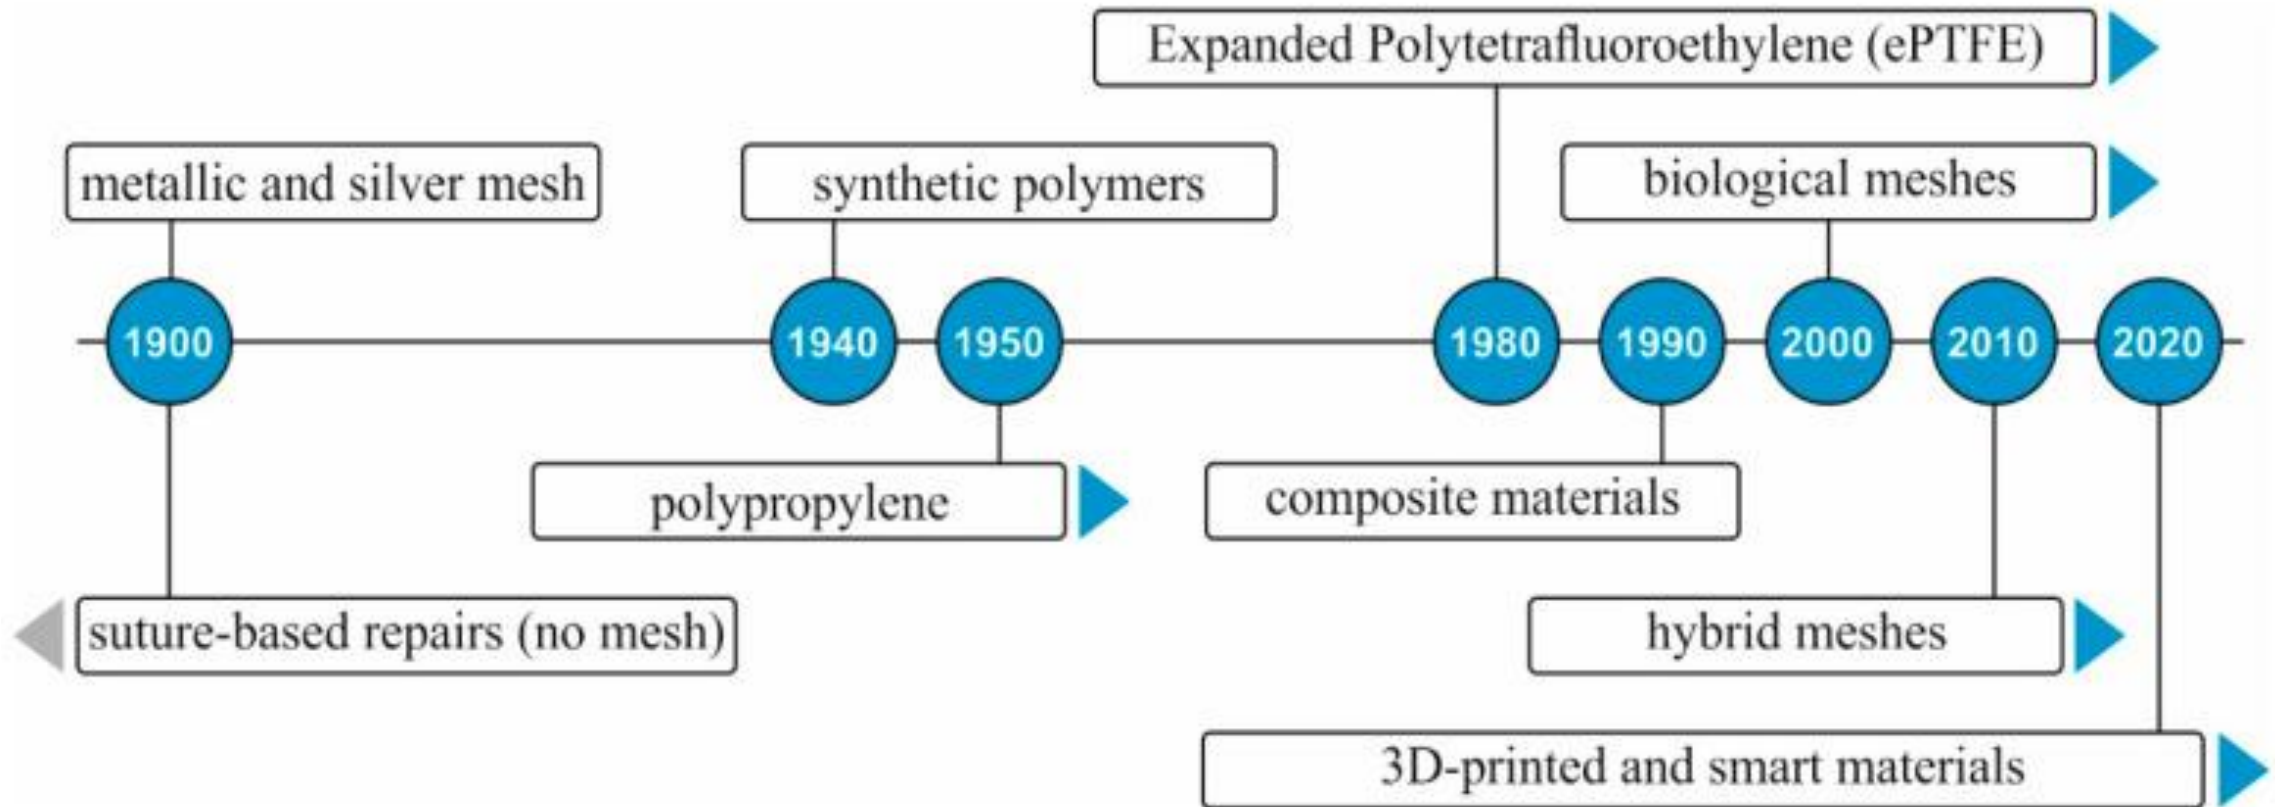 Expanded Polytetrafluoroethylene (ePTFE)
metallic and silver mesh
synthetic polymers
biological meshes
1900
1940
1950
1980
1990
2000
2010
2020
polypropylene
composite materials
suture-based repairs (no mesh)
hybrid meshes
3D-printed and smart materials